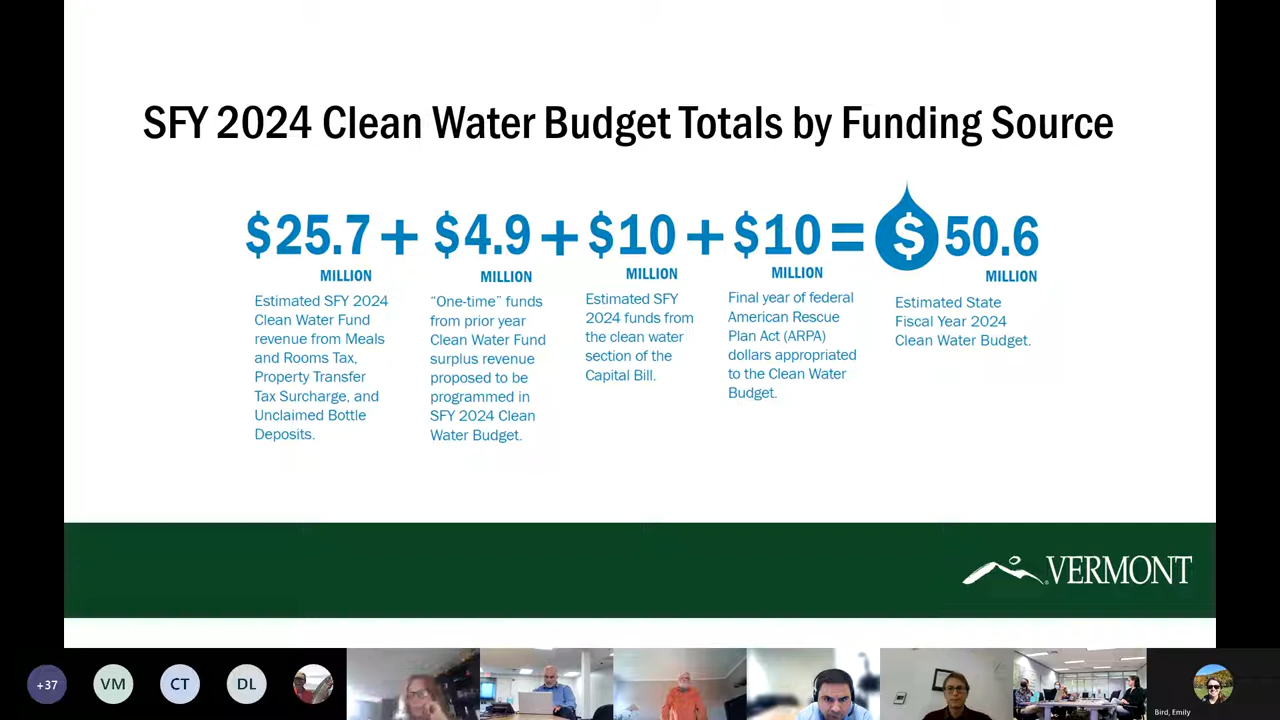 SFY 2024 Clean Water Budget Totals by Funding Source
$25.7 + $4.9 + $10 + $10 = $ 50.6
MILLION MILLION MILLION MILLION MILLION
Estimated SFY 2024
Clean Water Fund
revenue from Meals
and Rooms Tax,
Property Transfer
Tax Surcharge, and
Unclaimed Bottle
Deposits.
“One-time” funds
from prior year
Clean Water Fund
surplus revenue
proposed to be
programmed in
SFY 2024 Clean
Water Budget.
Estimated SFY
2024 funds from
the clean water
section of the
Capital Bill.
Final year of federal
American Rescue
Plan Act (ARPA)
dollars appropriated
to the Clean Water
Budget.
Estimated State
Fiscal Year 2024
Clean Water Budget.
VERMONT
+37
VM
CT
DL
Bird, Emily